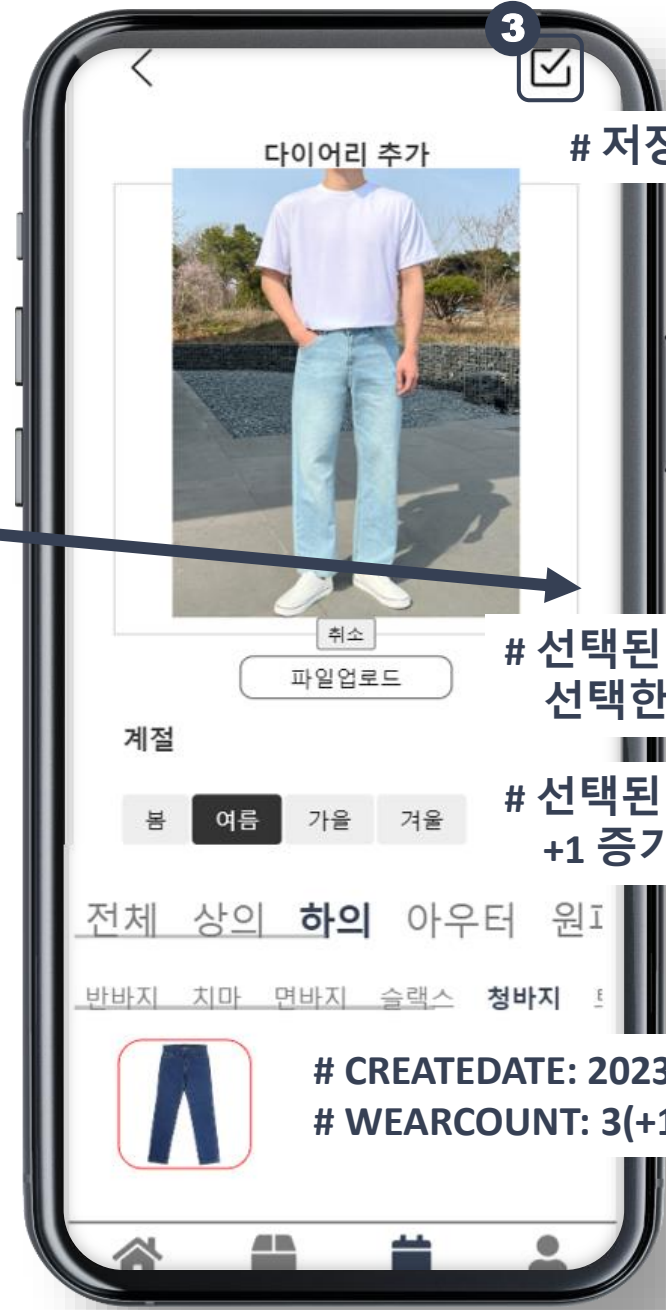 3
다이어리 추가
# 저장
취소
파일업로드
# 선택된
선택한
계절
# 선택된
+1 증가
봄 여름 가을 겨울
전체 상의 하의 아우터
반바지 치마 면바지 슬랙스 청바지
# CREATEDATE: 2023
# WEARCOUNT: 3(+1